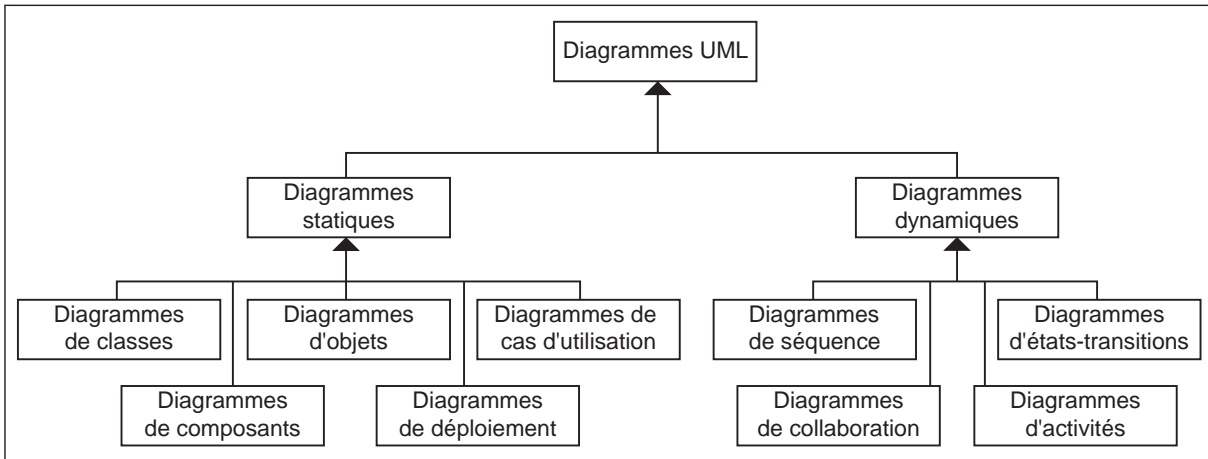 Diagrammes UML
Diagrammes
statiques
Diagrammes
dynamiques
Diagrammes
de classes
Diagrammes
d'objets
Diagrammes de
cas d'utilisation
Diagrammes
de séquence
Diagrammes
d'états-transitions
Diagrammes
de composants
Diagrammes
de déploiement
Diagrammes
de collaboration
Diagrammes
d'activités